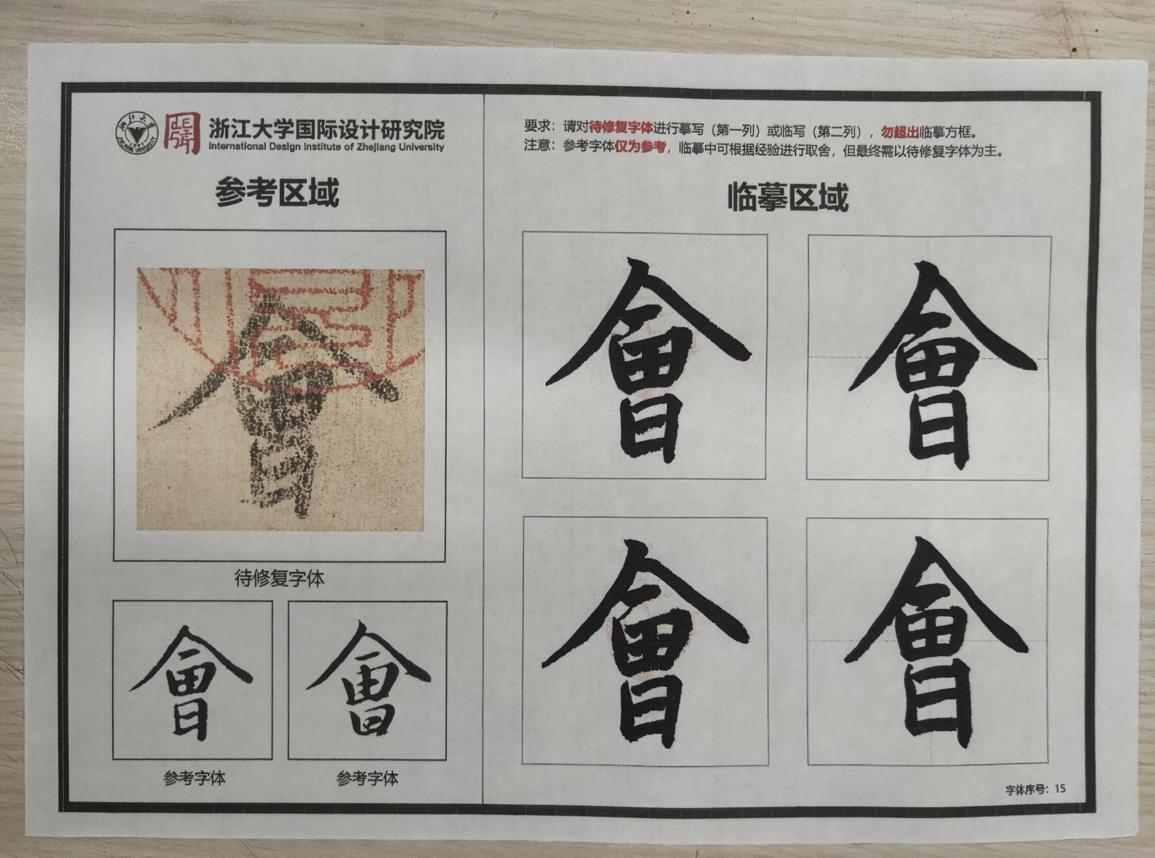 浙江大学国际设计研究院
International Design Institute of Zhejiang University
参考区域
會
待修复字体
會
會
参考字体
参考字体
要求：请对待修复字体进行摹写（第一列）或临写（第二列），勿超出临摹方框。
注意：参考字体仅为参考，临摹中可根据经验进行取舍，但最终需以待修复字体为主。
临摹区域
會
會
會
會
字体序号：15